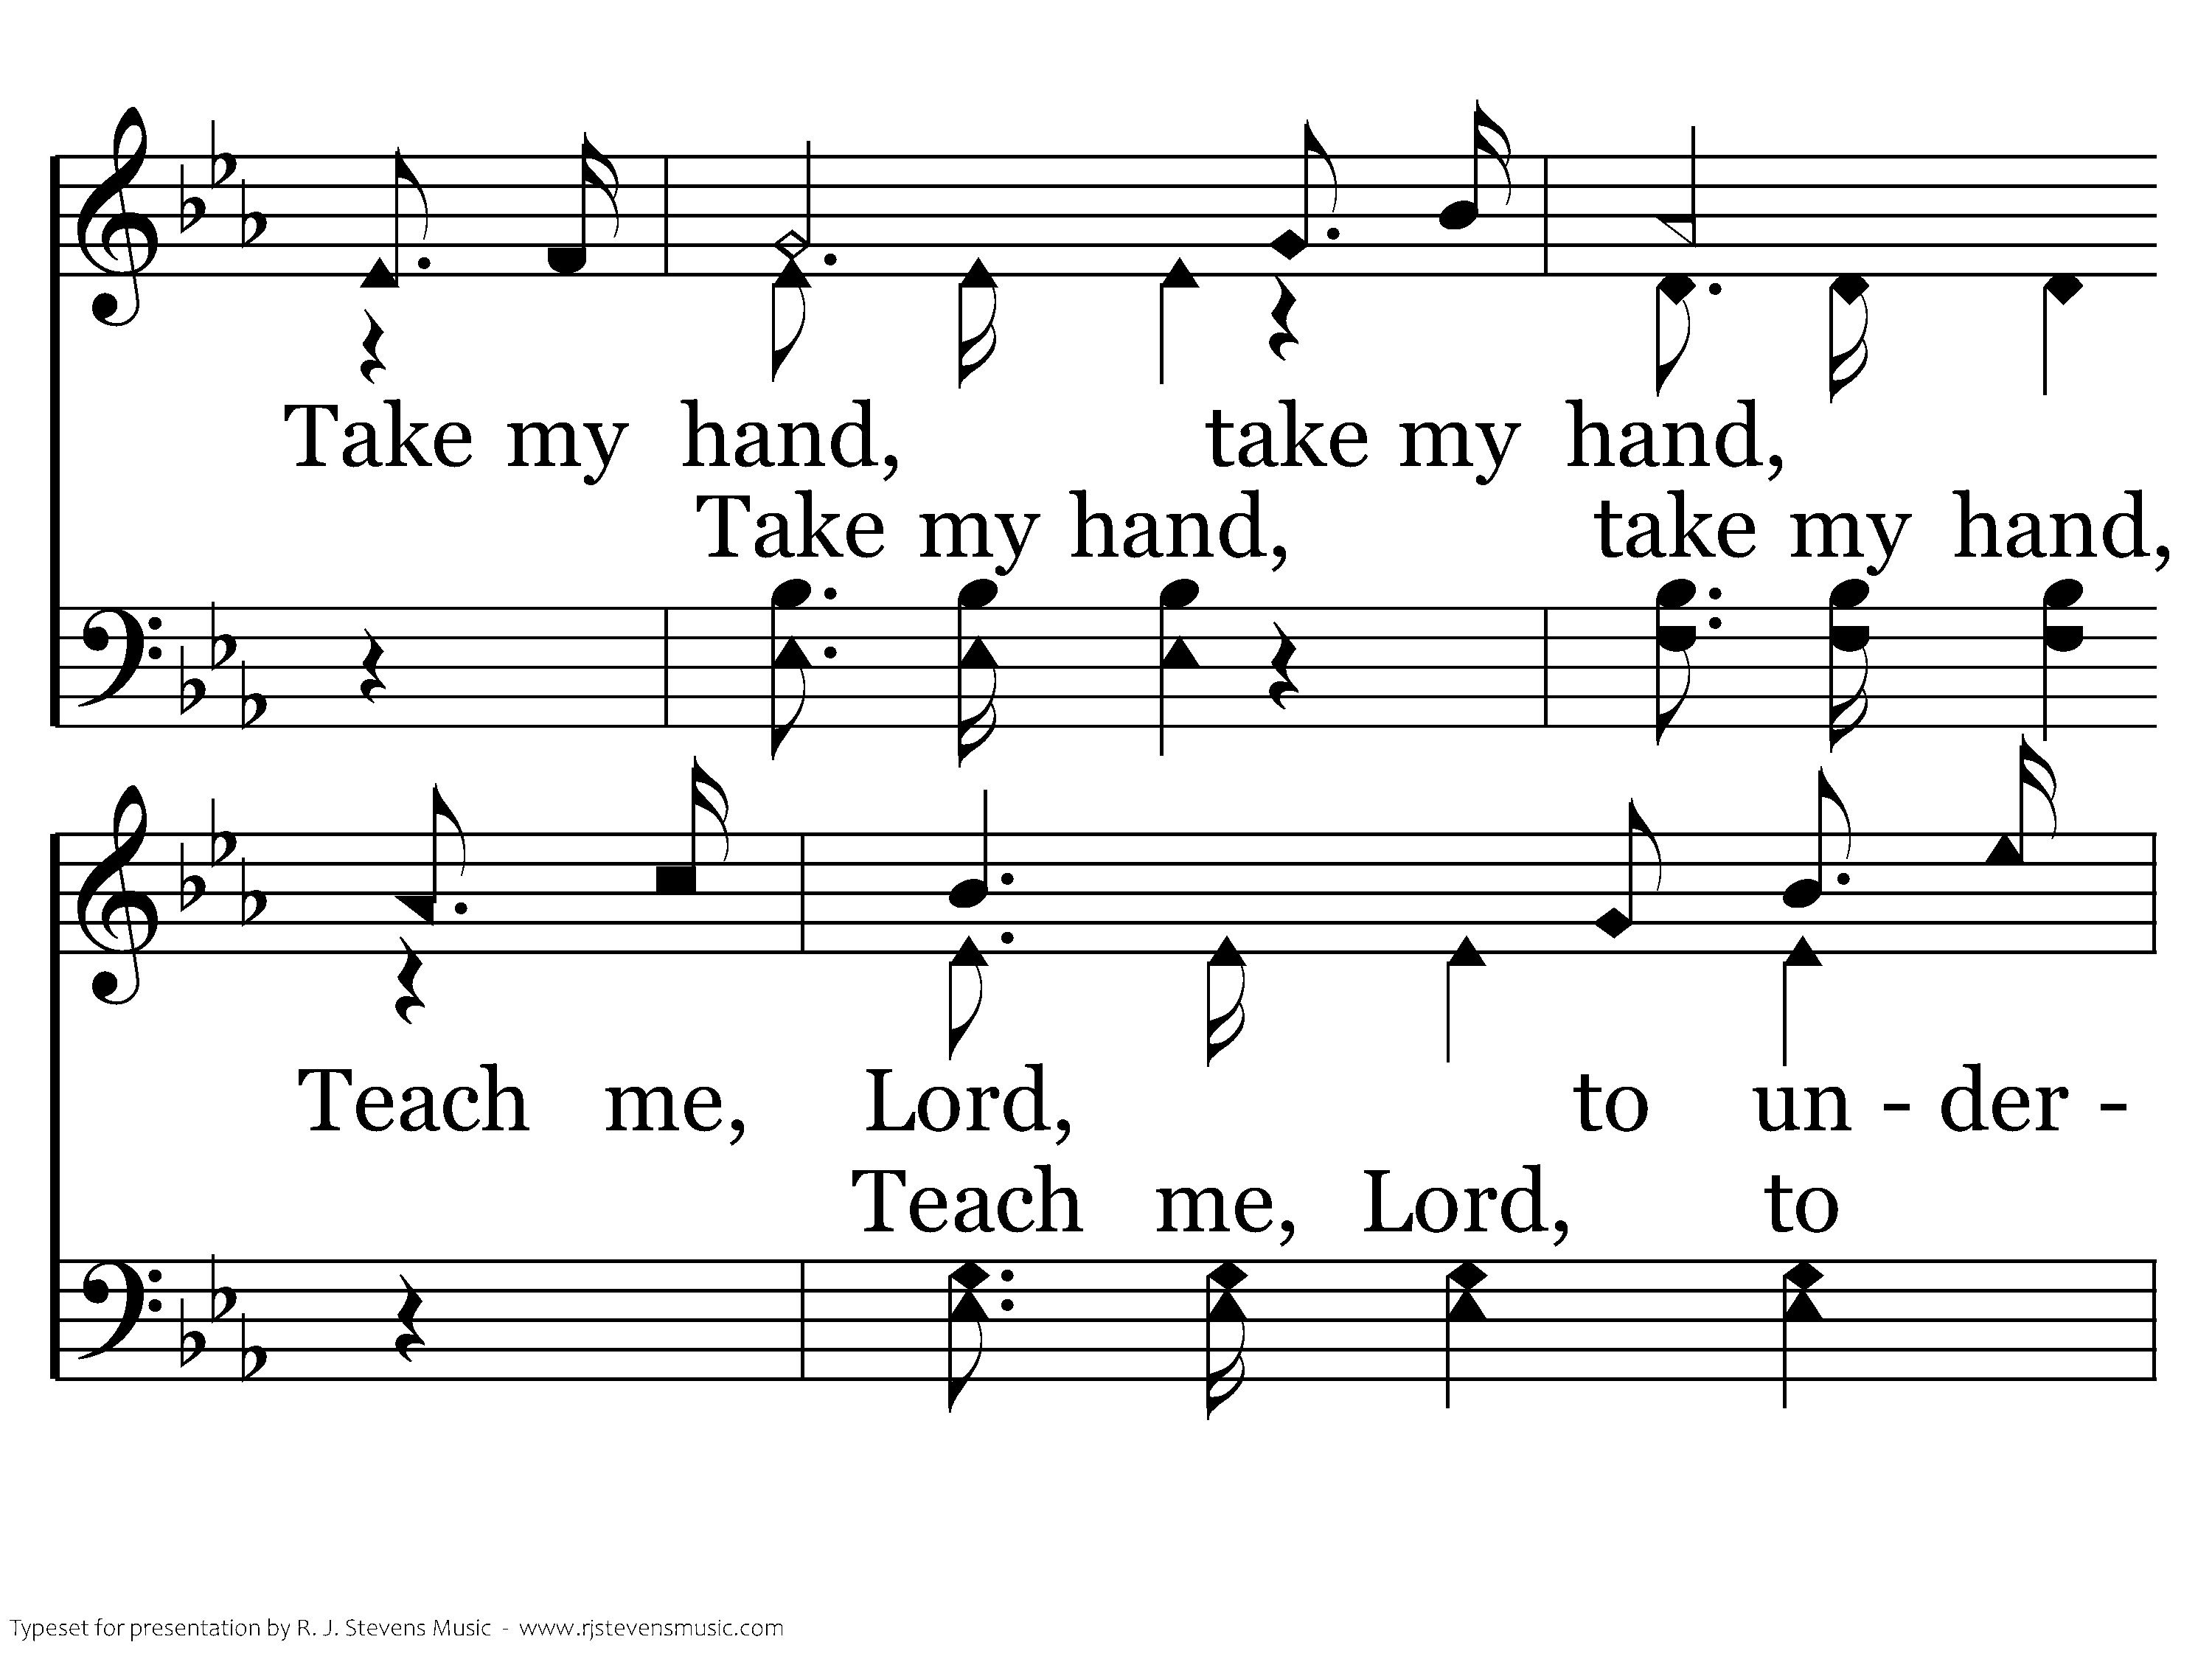 Take my hand, take my hand,
Take my hand, take my hand,
Teach me, Lord, to un - der -
Teach me, Lord, to
Typeset for presentation by R. J. Stevens Music - www.rjstevensmusic.com